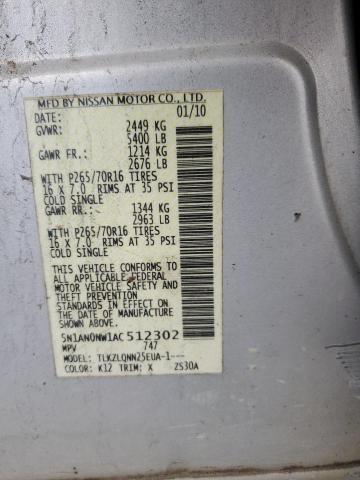 MFD BY NISSAN MOTOR CO., LTD.
DATE: 01/10
GVWR: 2449 KG
5400 LB
GAWR FR.: 1214 KG
2676 LB
WITH P265/70R16 TIRES
16 X 7.0 RIMS AT 35 PSI
COLD SINGLE
GAWR RR.: 1344 KG
2963 LB
WITH P265/70R16 TIRES
16 X 7.0 RIMS AT 35 PSI
COLD SINGLE
THIS VEHICLE CONFORMS TO
ALL APPLICABLE FEDERAL
MOTOR VEHICLE SAFETY AND
THEFT PREVENTION
STANDARDS IN EFFECT ON THE
DATE OF MANUFACTURE
SHOWN ABOVE.
5N1AN0NW1AC512302
MPV 747
MODEL: TLKZLQNN25EUA-1---
COLOR: K12 TRIM: X ZS30A